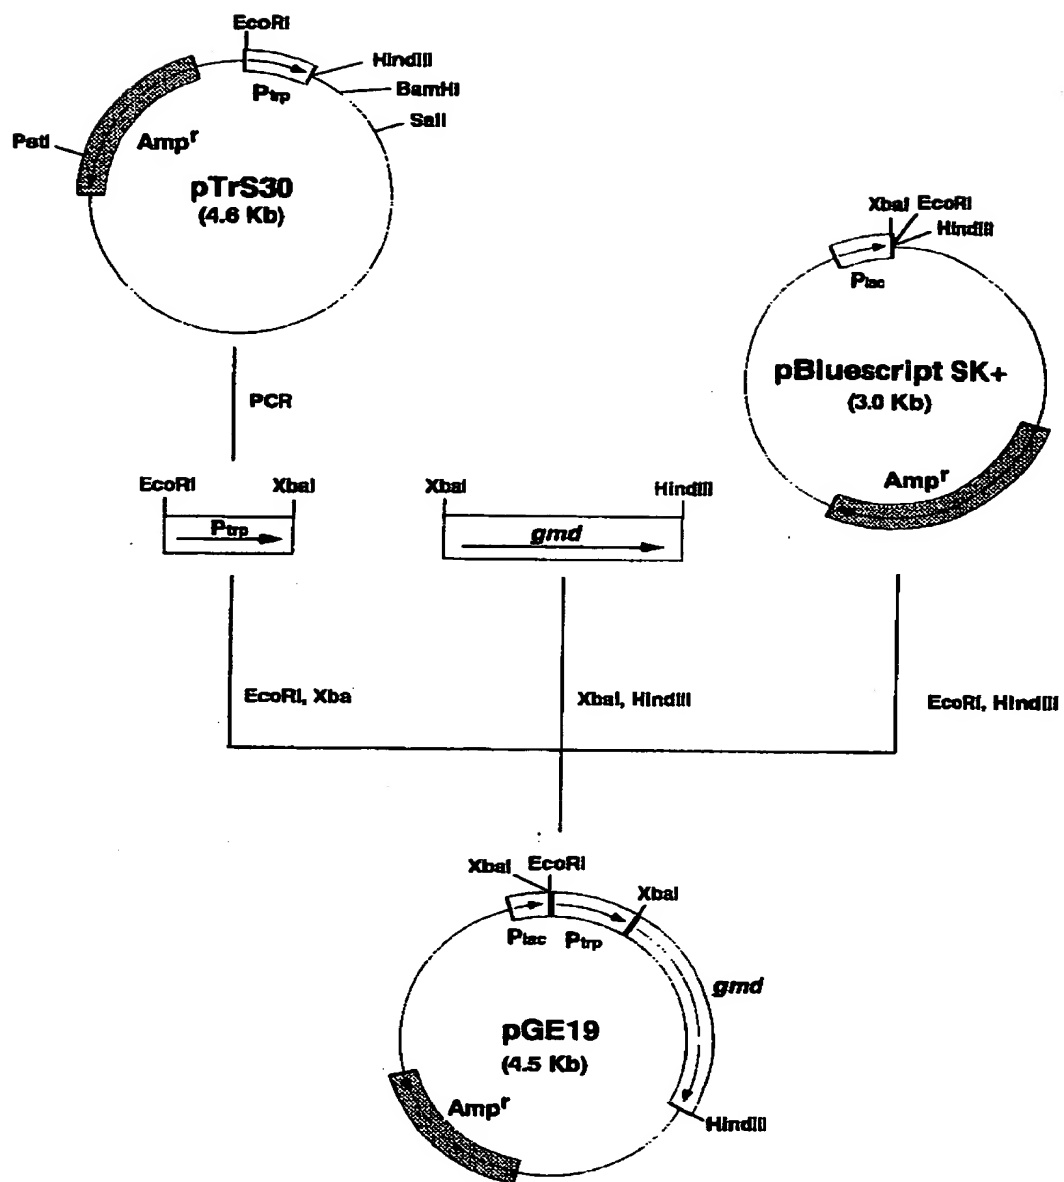 EcoRI
HindIII
Ptrp
BamHI
SalI
PstI
Ampr
pTrS30
(4.6 Kb)
XbaI EcoRI
HindIII
Plac
pBluescript SK+
(3.0 Kb)
Ampr
PCR
EcoRI XbaI
Ptrp
XbaI HindIII
gmd
EcoRI, Xba
XbaI, HindIII
EcoRI, HindIII
XbaI EcoRI
XbaI
Plac Ptrp
gmd
pGE19
(4.5 Kb)
Ampr
HindIII